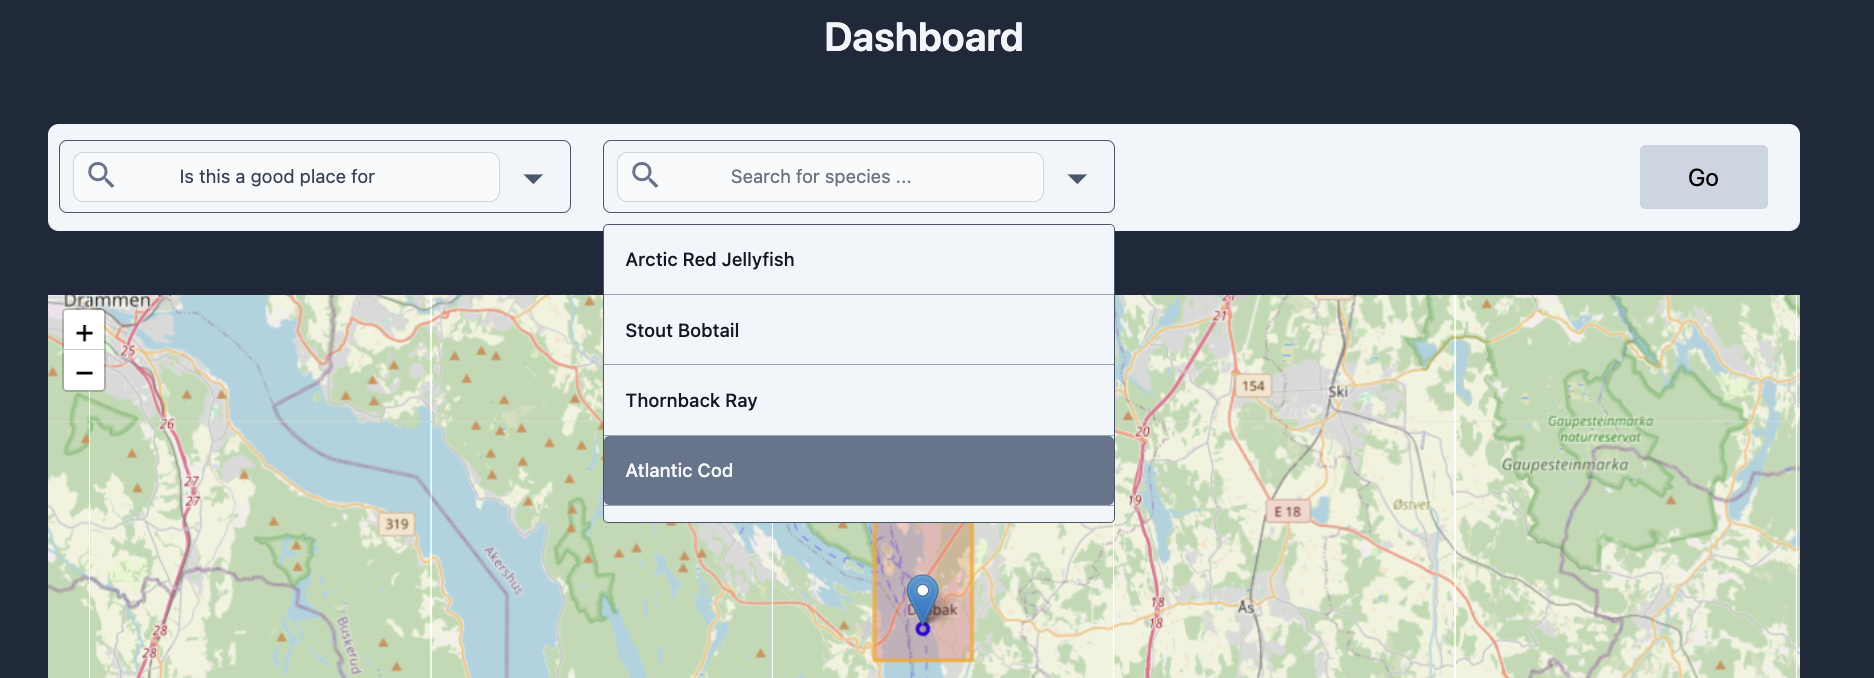 Dashboard
Is this a good place for
Search for species ...
Go
Arctic Red Jellyfish
Stout Bobtail
Thornback Ray
Atlantic Cod
Drammen
+
−
25
26
27
27
28
28
319
Akershus
Buskerud
21
20
19
18
18
154
Ski
E 18
Ås
Østvet
Gaupesteinmarka
naturreservat
Gaupesteinmarka